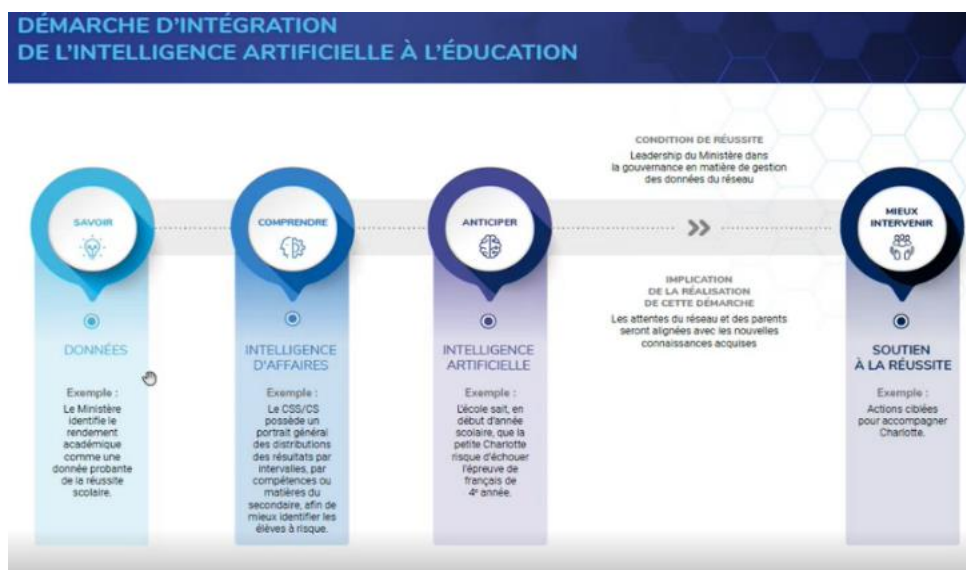 DÉMARCHE D'INTÉGRATION
DE L'INTELLIGENCE ARTIFICIELLE À L'ÉDUCATION
CONDITION DE RÉUSSITE
Leadership du Ministère dans
la gouvernance en matière de gestion
des données du réseau
SAVOIR
COMPRENDRE
ANTICIPER
MIEUX
INTERVENIR
IMPLICATION
DE LA RÉALISATION
DE CETTE DÉMARCHE
Les attentes du réseau et des parents
seront alignées avec les nouvelles
connaissances acquises
DONNÉES
Exemple :
Le Ministère
identifie le
rendement
académique
comme une
donnée probante
de la réussite
scolaire.
INTELLIGENCE
D'AFFAIRES
Exemple :
Le CSS/CS
possède un
portrait général
des distributions
des résultats par
intervalles, par
compétences ou
matières du
secondaire, afin de
mieux identifier les
élèves à risque.
INTELLIGENCE
ARTIFICIELLE
Exemple :
L'école sait, en
début d'année
scolaire, que la
petite Charlotte
risque d'échouer
l'épreuve de
français de
4e année.
SOUTIEN
À LA RÉUSSITE
Exemple :
Actions ciblées
pour accompagner
Charlotte.